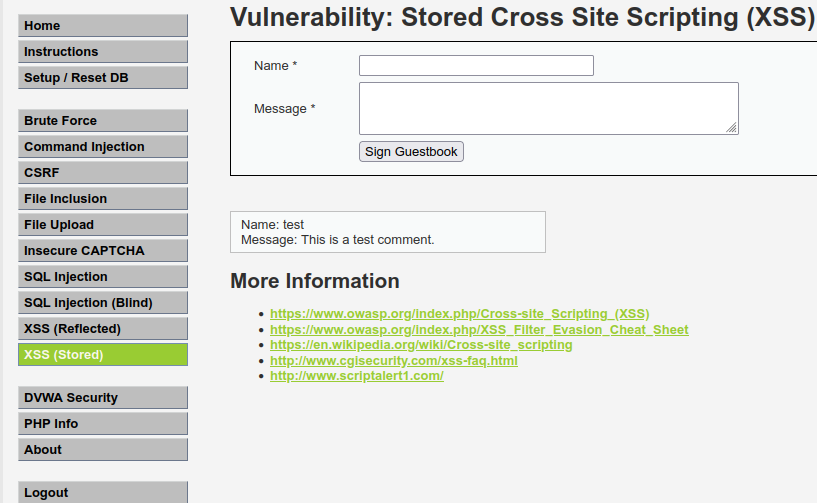 Home
Instructions
Setup / Reset DB
Brute Force
Command Injection
CSRF
File Inclusion
File Upload
Insecure CAPTCHA
SQL Injection
SQL Injection (Blind)
XSS (Reflected)
XSS (Stored)
DVWA Security
PHP Info
About
Logout
Vulnerability: Stored Cross Site Scripting (XSS)
Name *
Message *
Sign Guestbook
Name: test
Message: This is a test comment.
More Information
https://www.owasp.org/index.php/Cross-site_Scripting_(XSS)
https://www.owasp.org/index.php/XSS_Filter_Evasion_Cheat_Sheet
https://en.wikipedia.org/wiki/Cross-site_scripting
http://www.cgisecurity.com/xss-faq.html
http://www.scriptalert1.com/